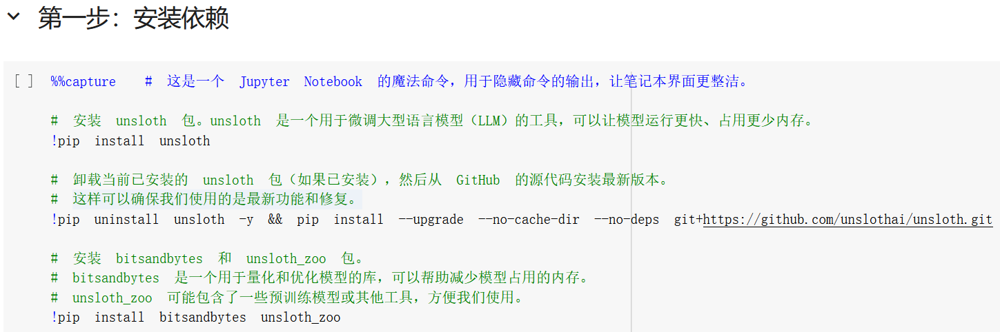 第一步：安装依赖
[ ] %%capture # 这是一个 Jupyter Notebook 的魔法命令，用于隐藏命令的输出，让笔记本界面更整洁。
# 安装 unsloth 包。unsloth 是一个用于微调大型语言模型（LLM）的工具，可以让模型运行更快、占用更少内存。
!pip install unsloth
# 卸载当前已安装的 unsloth 包（如果已安装），然后从 GitHub 的源代码安装最新版本。
# 这样可以确保我们使用的是最新功能和修复。
!pip uninstall unsloth -y && pip install --upgrade --no-cache-dir --no-deps git+https://github.com/unslothai/unsloth.git
# 安装 bitsandbytes 和 unsloth_zoo 包。
# bitsandbytes 是一个用于量化和优化模型的库，可以帮助减少模型占用的内存。
# unsloth_zoo 可能包含了一些预训练模型或其他工具，方便我们使用。
!pip install bitsandbytes unsloth_zoo